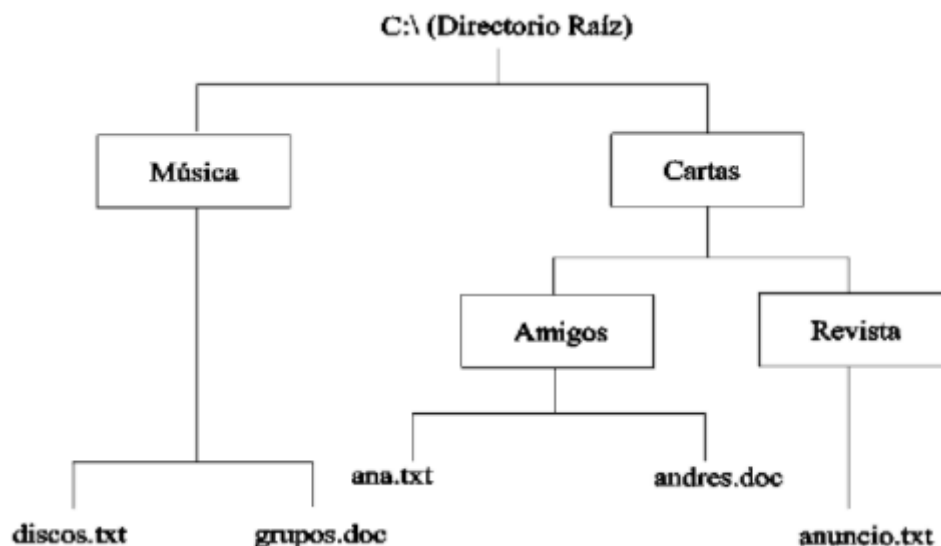 C:\ (Directorio Raíz)
Música
Cartas
Amigos
Revista
ana.txt
andres.doc
discos.txt
grupos.doc
anuncio.txt